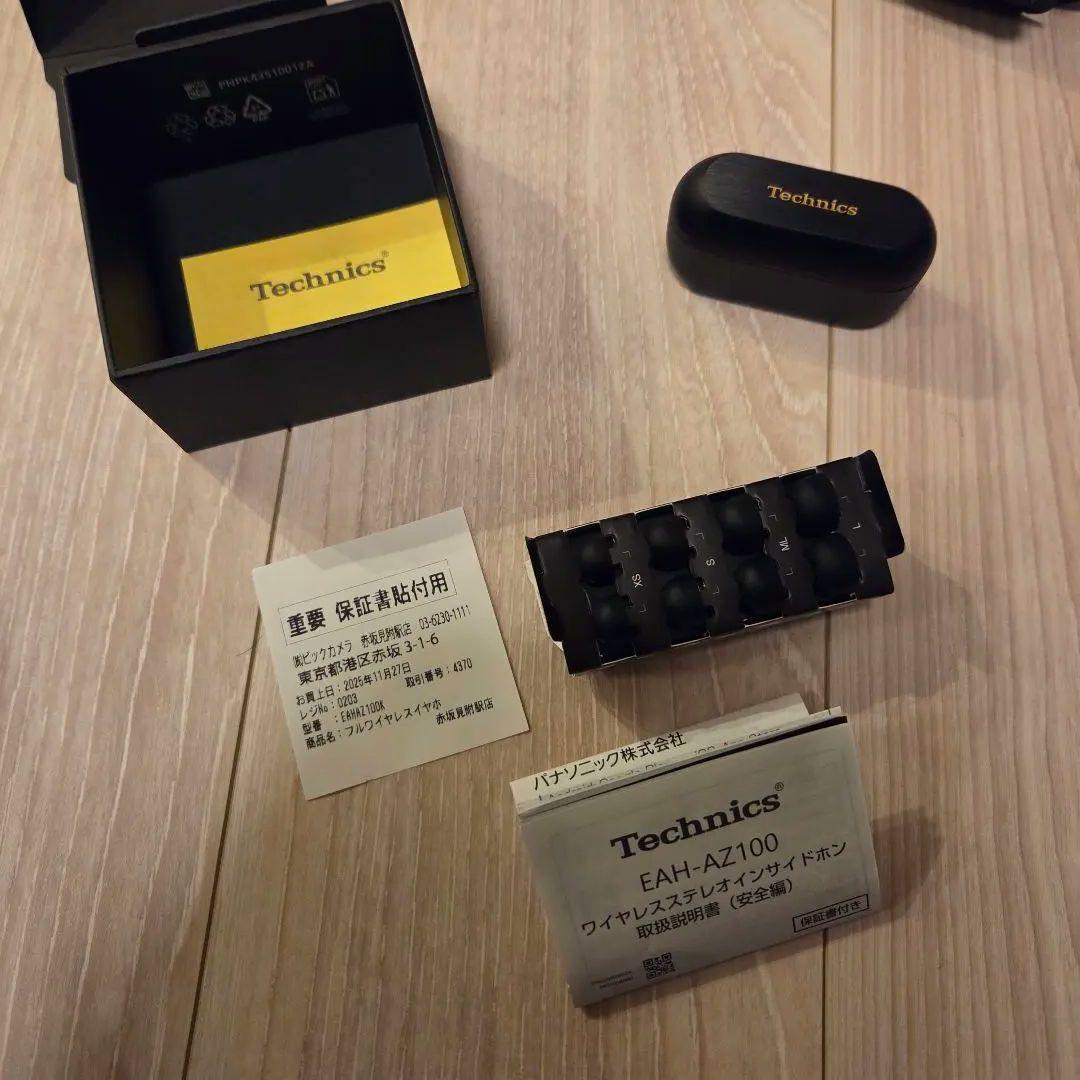 PNPK43S10012A
Technics®
Technics
XS
S
ML
L
重要 保証書貼付用
㈱ビックカメラ 赤坂見附駅店 03-6230-1111
東京都港区赤坂3-1-6
お買上日：2025年11月27日
取引番号：4370
レジNo：0203
型番 ：EAHAZ100K
商品名：フルワイヤレスイヤホ
赤坂見附駅店
パナソニック株式会社
Technics®
EAH-AZ100
ワイヤレスステレオインサイドホン
取扱説明書（安全編）
保証書付き